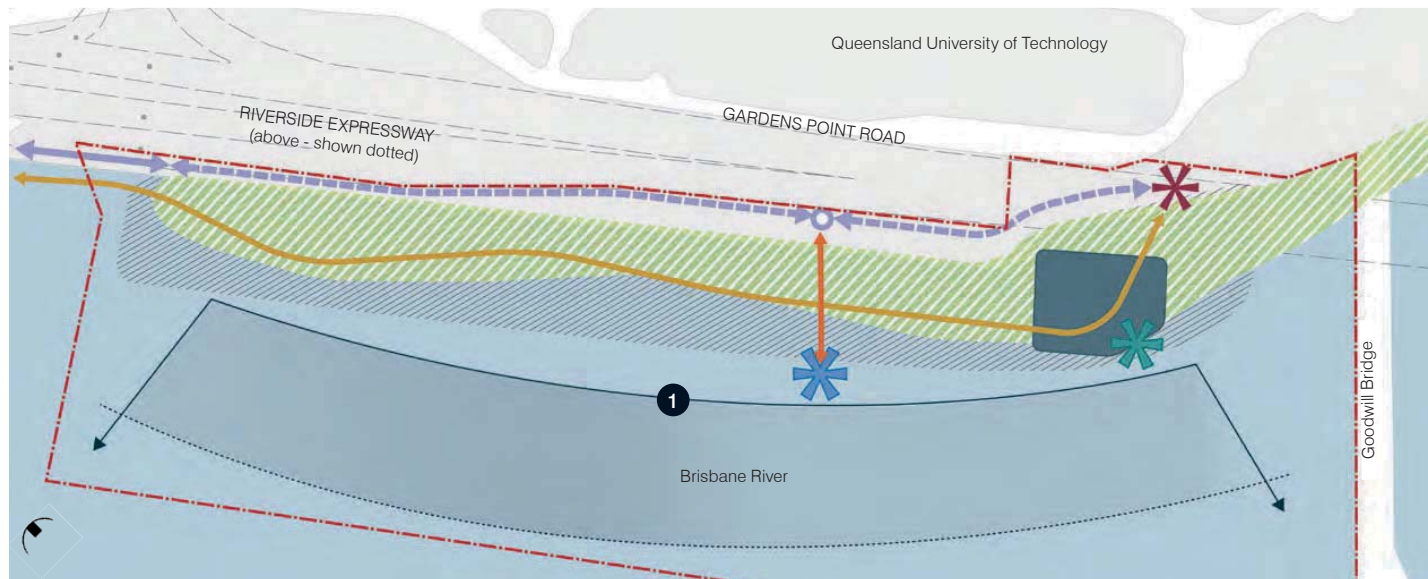 Queensland University of Technology
GARDENS POINT ROAD
RIVERSIDE EXPRESSWAY
(above - shown dotted)
1
Brisbane River
Goodwill Bridge